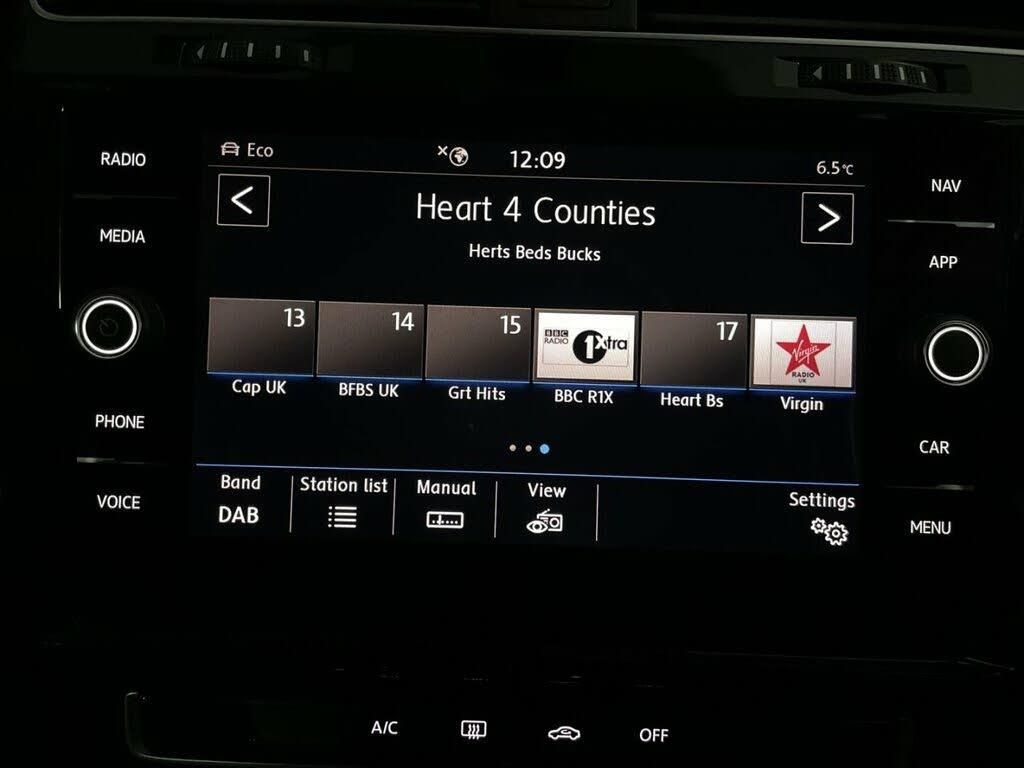 RADIO
MEDIA
PHONE
VOICE
Eco
12:09
6.5°C
Heart 4 Counties
Herts Beds Bucks
13
14
15
BBC
RADIO
1Xtra
17
Virgin
RADIO
UK
Cap UK
BFBS UK
Grt Hits
BBC R1X
Heart Bs
Virgin
Band
DAB
Station list
Manual
View
Settings
NAV
APP
CAR
MENU
A/C
OFF